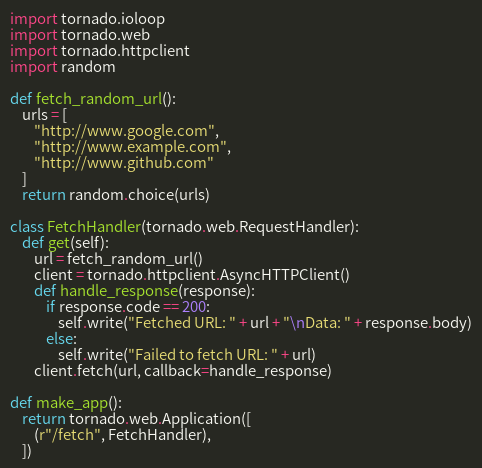 import tornado.ioloop
import tornado.web
import tornado.httpclient
import random

def fetch_random_url():
    urls = [
        "http://www.google.com",
        "http://www.example.com",
        "http://www.github.com"
    ]
    return random.choice(urls)

class FetchHandler(tornado.web.RequestHandler):
    def get(self):
        url = fetch_random_url()
        client = tornado.httpclient.AsyncHTTPClient()
        def handle_response(response):
            if response.code == 200:
                self.write("Fetched URL: " + url + "\nData: " + response.body)
            else:
                self.write("Failed to fetch URL: " + url)
        client.fetch(url, callback=handle_response)

def make_app():
    return tornado.web.Application([
        (r"/fetch", FetchHandler),
    ])